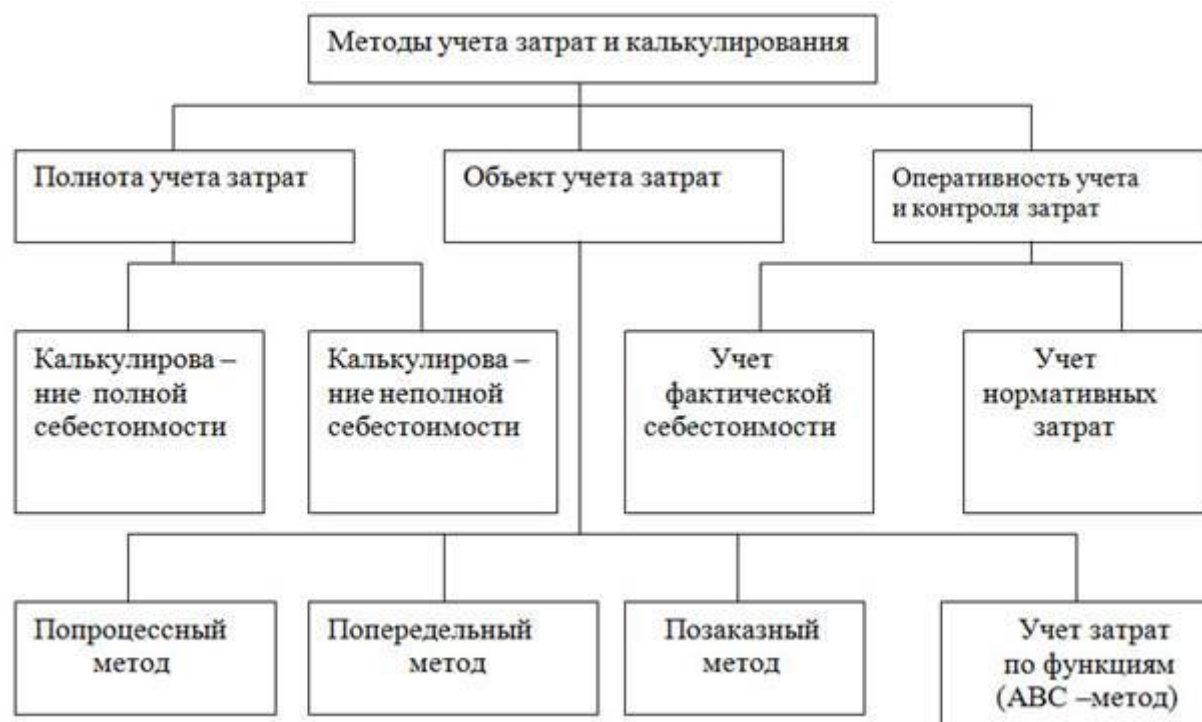 Методы учета затрат и калькулирования
Полнота учета затрат
Объект учета затрат
Оперативность учета
и контроля затрат
Калькулирова –
ние полной
себестоимости
Калькулирова –
ние неполной
себестоимости
Учет
фактической
себестоимости
Учет
нормативных
затрат
Попроцессный
метод
Попередельный
метод
Позаказный
метод
Учет затрат
по функциям
(АВС –метод)